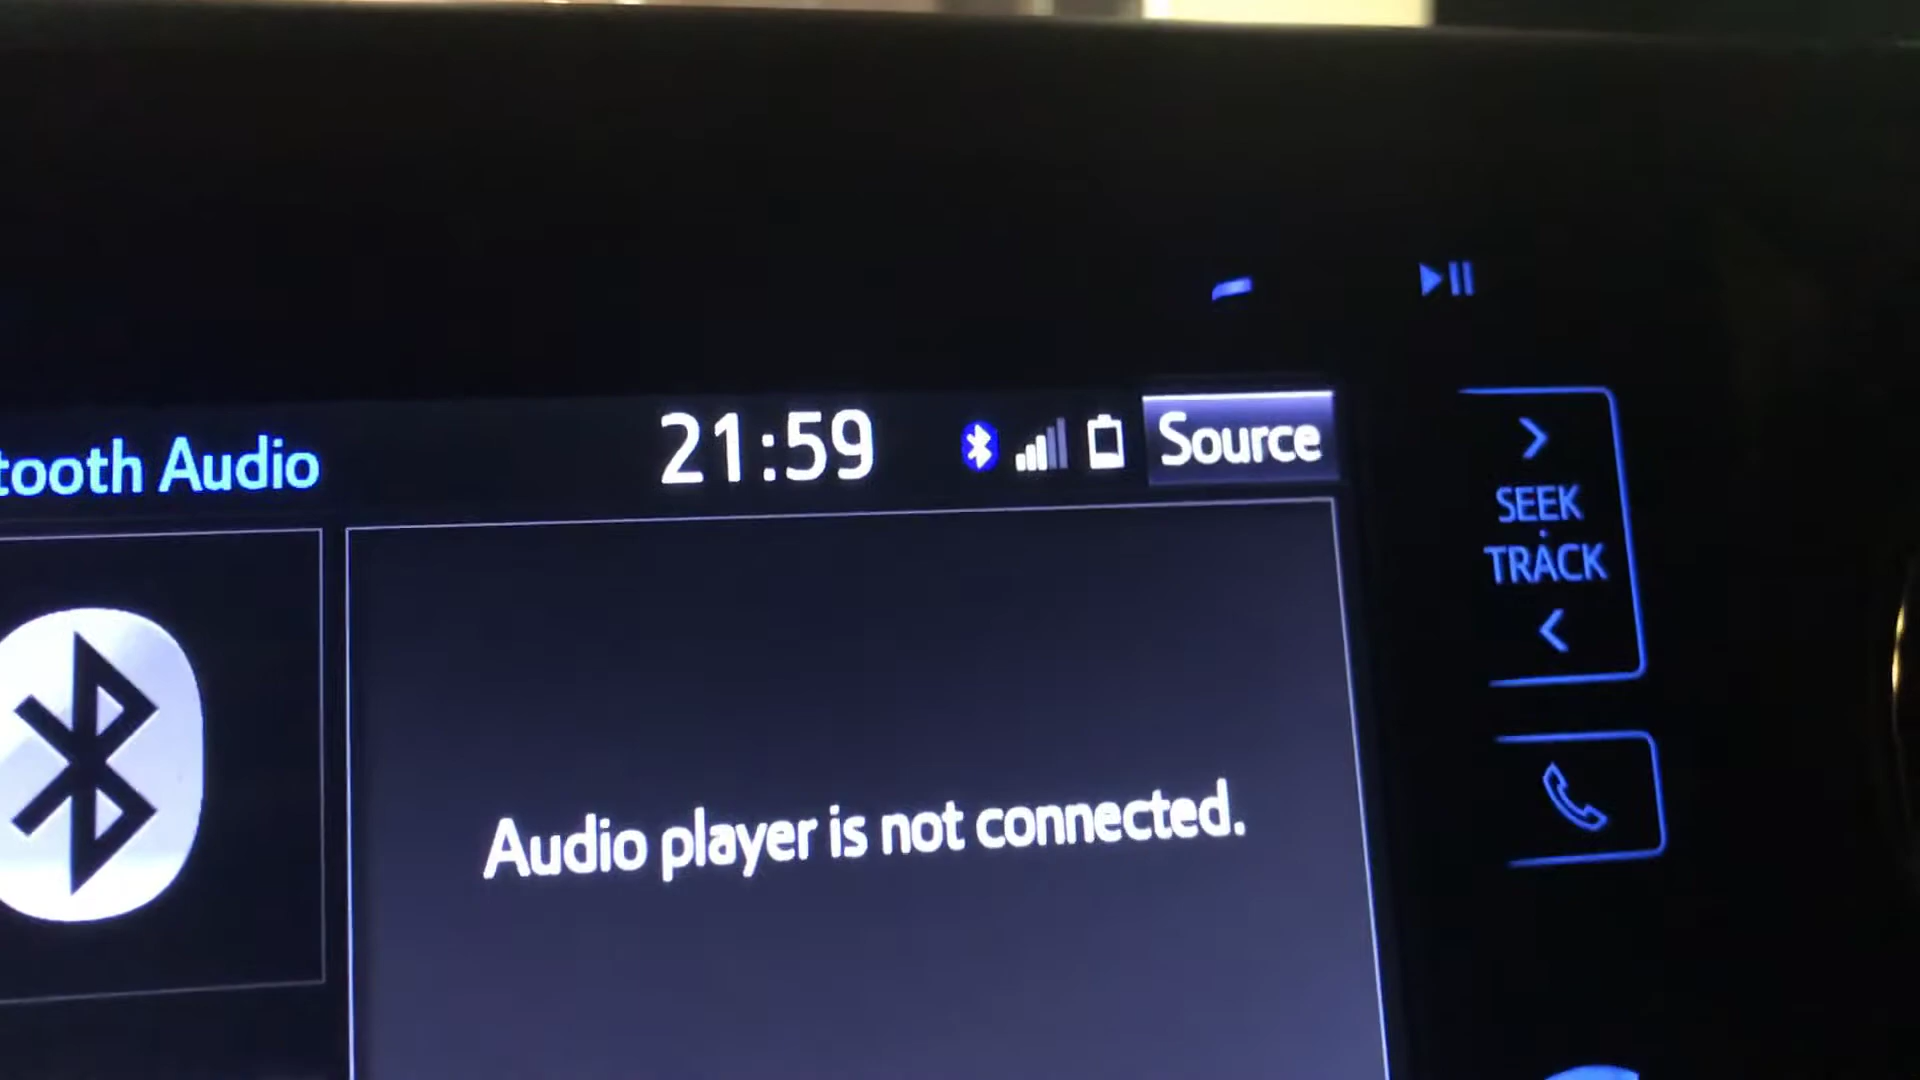 tooth Audio
21:59
Source
Audio player is not connected.
SEEK
TRACK